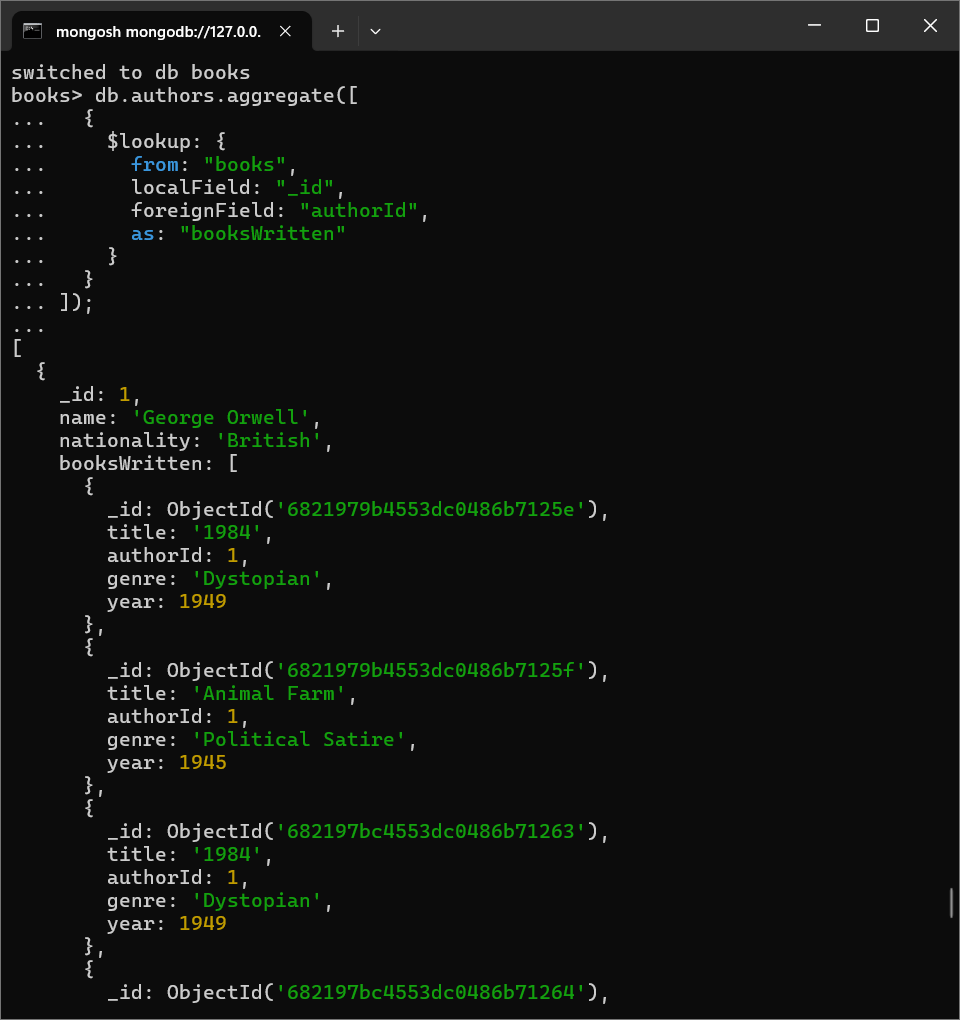 mongosh mongodb://127.0.0.
switched to db books
books> db.authors.aggregate([
...   {
...     $lookup: {
...       from: "books",
...       localField: "_id",
...       foreignField: "authorId",
...       as: "booksWritten"
...     }
...   }
... ]);
...
[
  {
    _id: 1,
    name: 'George Orwell',
    nationality: 'British',
    booksWritten: [
      {
        _id: ObjectId('6821979b4553dc0486b7125e'),
        title: '1984',
        authorId: 1,
        genre: 'Dystopian',
        year: 1949
      },
      {
        _id: ObjectId('6821979b4553dc0486b7125f'),
        title: 'Animal Farm',
        authorId: 1,
        genre: 'Political Satire',
        year: 1945
      },
      {
        _id: ObjectId('682197bc4553dc0486b71263'),
        title: '1984',
        authorId: 1,
        genre: 'Dystopian',
        year: 1949
      },
      {
        _id: ObjectId('682197bc4553dc0486b71264'),